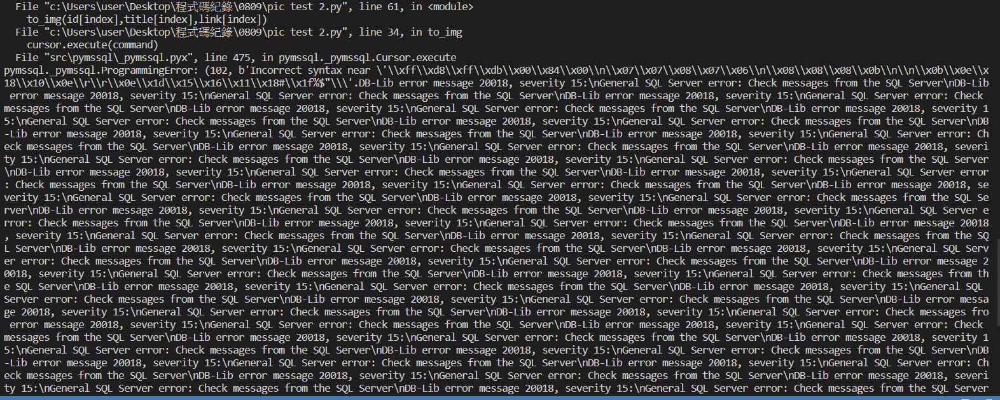 File "c:\Users\user\Desktop\程式碼紀錄\0809\pic test 2.py", line 61, in <module>
to_img(id[index],title[index],link[index])
File "c:\Users\user\Desktop\程式碼紀錄\0809\pic test 2.py", line 34, in to_img
cursor.execute(command)
File "src\pymssql\_pymssql.pyx", line 475, in pymssql._pymssql.Cursor.execute
pymssql._pymssql.ProgrammingError: (102, b'Incorrect syntax near \'\\xff\\xd8\\xff\\xdb\\x00\\x84\\x00\\n\\x07\\x07\\x08\\x07\\x06\\n\\x08\\x08\\x08\\x0b\\n\\n\\x0b\\x0e\\x
18\\x10\\x0e\\r\\r\\x0e\\x1d\\x15\\x16\\x11\\x18#\\x1f%$"\\\'.DB-Lib error message 20018, severity 15:\nGeneral SQL Server error: Check messages from the SQL Server\nDB-Lib
error message 20018, severity 15:\nGeneral SQL Server error: Check messages from the SQL Server\nDB-Lib error message 20018, severity 15:\nGeneral SQL Server error: Check
messages from the SQL Server\nDB-Lib error message 20018, severity 15:\nGeneral SQL Server error: Check messages from the SQL Server\nDB-Lib error message 20018, severity 1
5:\nGeneral SQL Server error: Check messages from the SQL Server\nDB-Lib error message 20018, severity 15:\nGeneral SQL Server error: Check messages from the SQL Server\nDB
-Lib error message 20018, severity 15:\nGeneral SQL Server error: Check messages from the SQL Server\nDB-Lib error message 20018, severity 15:\nGeneral SQL Server error: Ch
eck messages from the SQL Server\nDB-Lib error message 20018, severity 15:\nGeneral SQL Server error: Check messages from the SQL Server\nDB-Lib error message 20018, severi
ty 15:\nGeneral SQL Server error: Check messages from the SQL Server\nDB-Lib error message 20018, severity 15:\nGeneral SQL Server error: Check messages from the SQL Server
\nDB-Lib error message 20018, severity 15:\nGeneral SQL Server error: Check messages from the SQL Server\nDB-Lib error message 20018, severity 15:\nGeneral SQL Server error
: Check messages from the SQL Server\nDB-Lib error message 20018, severity 15:\nGeneral SQL Server error: Check messages from the SQL Server\nDB-Lib error message 20018, se
verity 15:\nGeneral SQL Server error: Check messages from the SQL Server\nDB-Lib error message 20018, severity 15:\nGeneral SQL Server error: Check messages from the SQL Se
rver\nDB-Lib error message 20018, severity 15:\nGeneral SQL Server error: Check messages from the SQL Server\nDB-Lib error message 20018, severity 15:\nGeneral SQL Server e
rror: Check messages from the SQL Server\nDB-Lib error message 20018, severity 15:\nGeneral SQL Server error: Check messages from the SQL Server\nDB-Lib error message 20018
, severity 15:\nGeneral SQL Server error: Check messages from the SQL Server\nDB-Lib error message 20018, severity 15:\nGeneral SQL Server error: Check messages from the SQ
L Server\nDB-Lib error message 20018, severity 15:\nGeneral SQL Server error: Check messages from the SQL Server\nDB-Lib error message 20018, severity 15:\nGeneral SQL Serv
er error: Check messages from the SQL Server\nDB-Lib error message 20018, severity 15:\nGeneral SQL Server error: Check messages from the SQL Server\nDB-Lib error message 2
0018, severity 15:\nGeneral SQL Server error: Check messages from the SQL Server\nDB-Lib error message 20018, severity 15:\nGeneral SQL Server error: Check messages from th
e SQL Server\nDB-Lib error message 20018, severity 15:\nGeneral SQL Server error: Check messages from the SQL Server\nDB-Lib error message 20018, severity 15:\nGeneral SQL
Server error: Check messages from the SQL Server\nDB-Lib error message 20018, severity 15:\nGeneral SQL Server error: Check messages from the SQL Server\nDB-Lib error messa
ge 20018, severity 15:\nGeneral SQL Server error: Check messages from the SQL Server\nDB-Lib error message 20018, severity 15:\nGeneral SQL Server error: Check messages fro
error message 20018, severity 15:\nGeneral SQL Server error: Check messages from the SQL Server\nDB-Lib error message 20018, severity 15:\nGeneral SQL Server error: Check
messages from the SQL Server\nDB-Lib error message 20018, severity 15:\nGeneral SQL Server error: Check messages from the SQL Server\nDB-Lib error message 20018, severity 1
5:\nGeneral SQL Server error: Check messages from the SQL Server\nDB-Lib error message 20018, severity 15:\nGeneral SQL Server error: Check messages from the SQL Server\nDB
-Lib error message 20018, severity 15:\nGeneral SQL Server error: Check messages from the SQL Server\nDB-Lib error message 20018, severity 15:\nGeneral SQL Server error: Ch
eck messages from the SQL Server\nDB-Lib error message 20018, severity 15:\nGeneral SQL Server error: Check messages from the SQL Server\nDB-Lib error message 20018, severi
ty 15:\nGeneral SQL Server error: Check messages from the SQL Server\nDB-Lib error message 20018, severity 15:\nGeneral SQL Server error: Check messages from the SQL Server